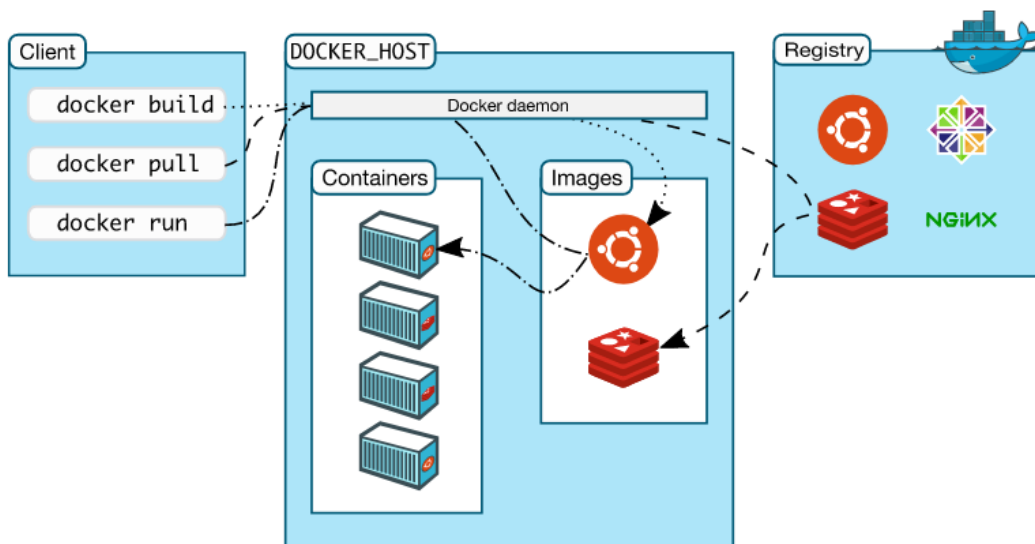 Client
docker build
docker pull
docker run
DOCKER_HOST
Docker daemon
Containers
Images
Registry
NGINX